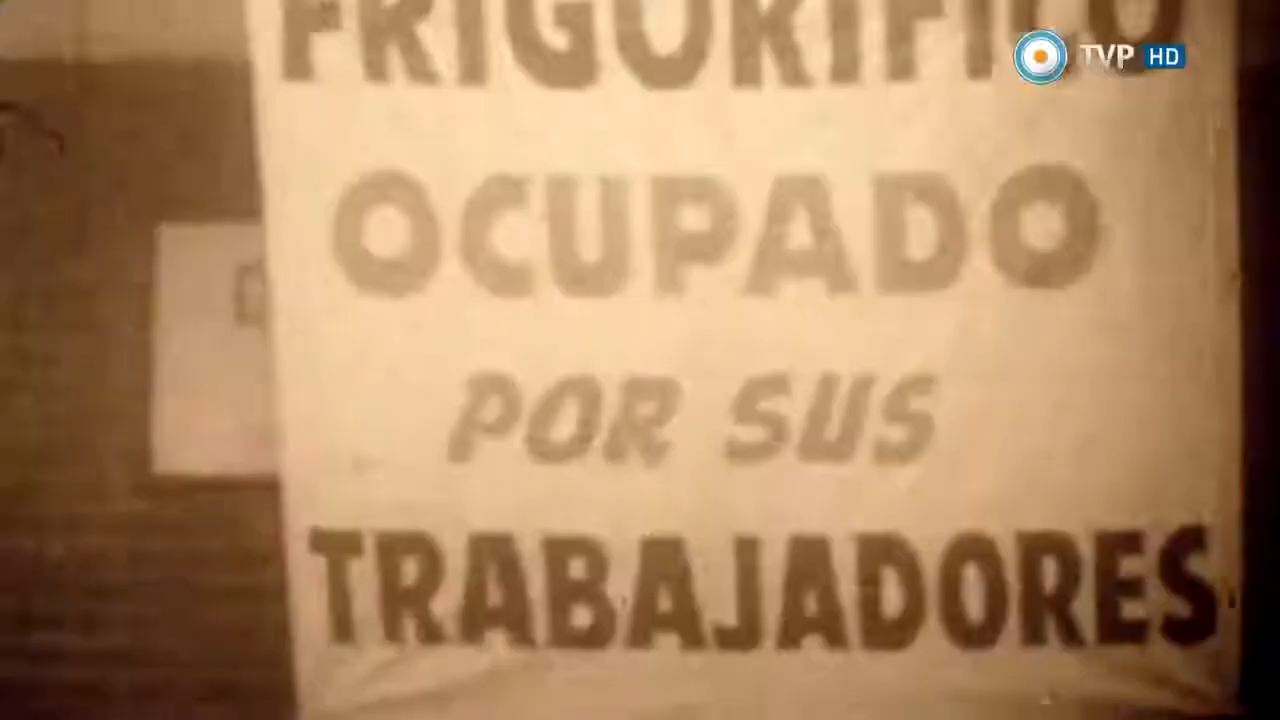 FRIGORIFICO
TVP HD
OCUPADO
POR SUS
TRABAJADORES